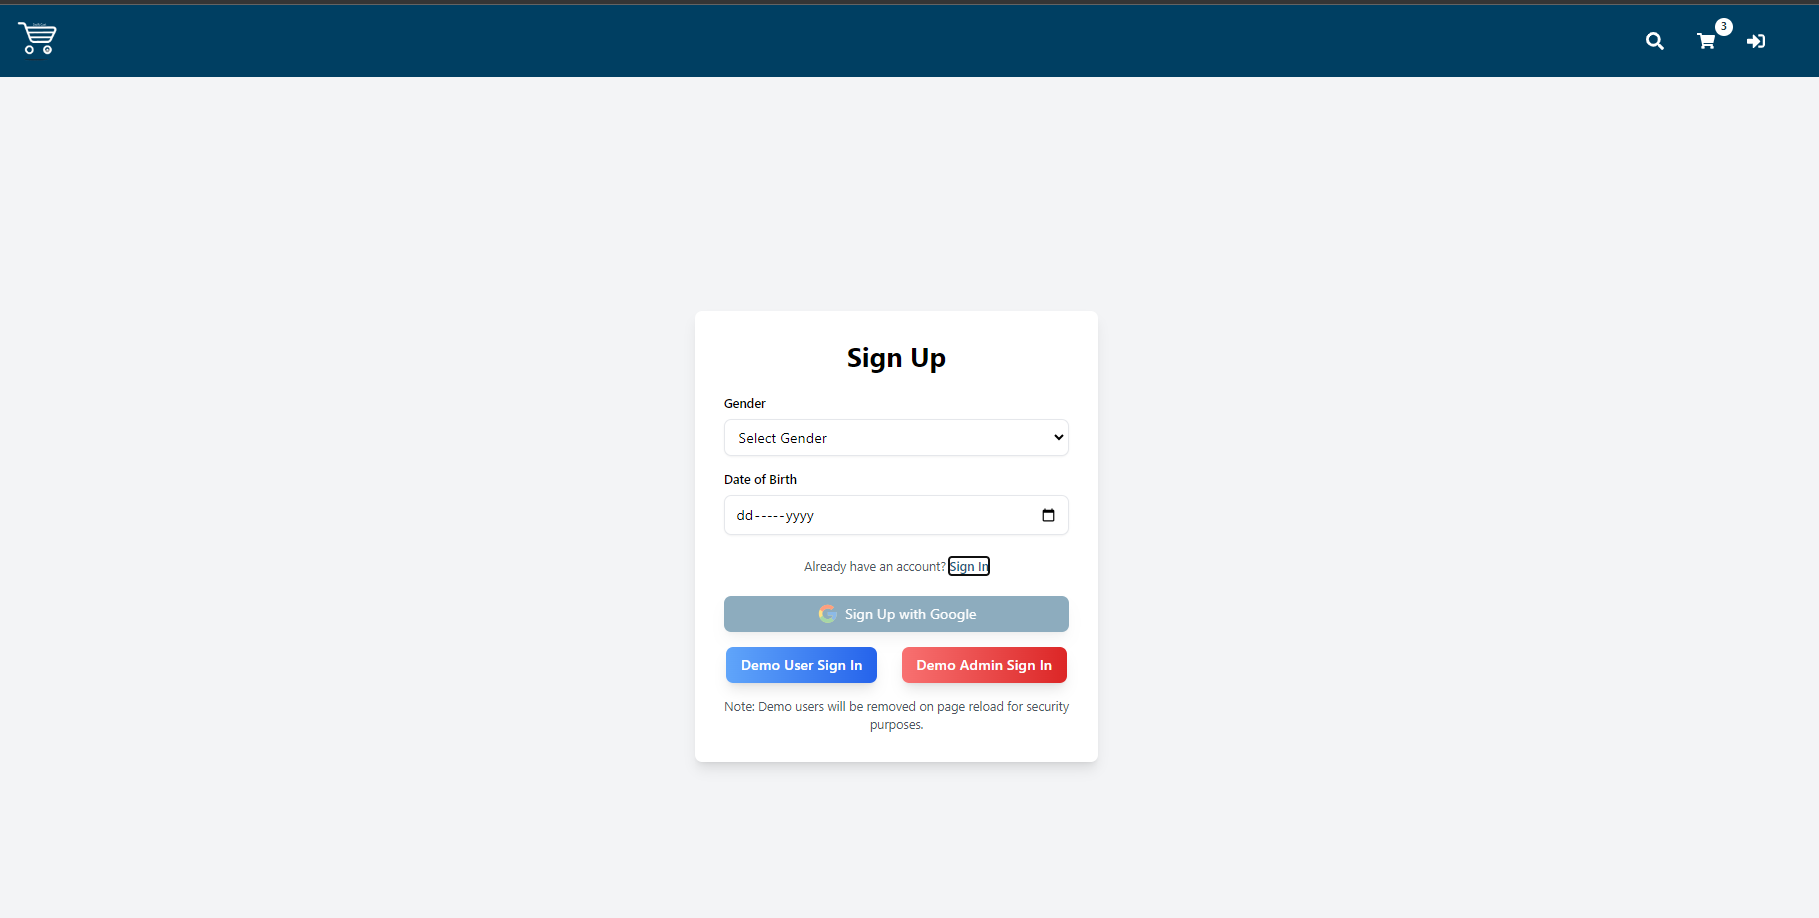 3
Sign Up
Gender
Select Gender
Date of Birth
dd-----yyyy
Already have an account? Sign In
Sign Up with Google
Demo User Sign In
Demo Admin Sign In
Note: Demo users will be removed on page reload for security
purposes.